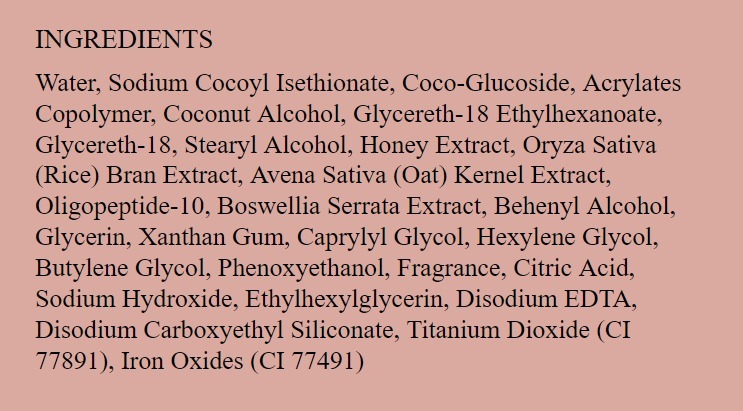 INGREDIENTS
Water, Sodium Cocoyl Isethionate, Coco-Glucoside, Acrylates
Copolymer, Coconut Alcohol, Glycereth-18 Ethylhexanoate,
Glycereth-18, Stearyl Alcohol, Honey Extract, Oryza Sativa
(Rice) Bran Extract, Avena Sativa (Oat) Kernel Extract,
Oligopeptide-10, Boswellia Serrata Extract, Behenyl Alcohol,
Glycerin, Xanthan Gum, Caprylyl Glycol, Hexylene Glycol,
Butylene Glycol, Phenoxyethanol, Fragrance, Citric Acid,
Sodium Hydroxide, Ethylhexylglycerin, Disodium EDTA,
Disodium Carboxyethyl Siliconate, Titanium Dioxide (CI
77891), Iron Oxides (CI 77491)